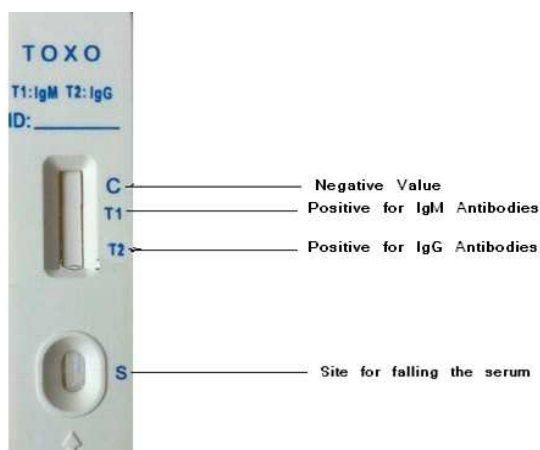 TOXO
T1:IgM T2:IgG
ID:
C
Negative Value
T1
Positive for IgM Antibodies
T2
Positive for IgG Antibodies
S
Site for falling the serum